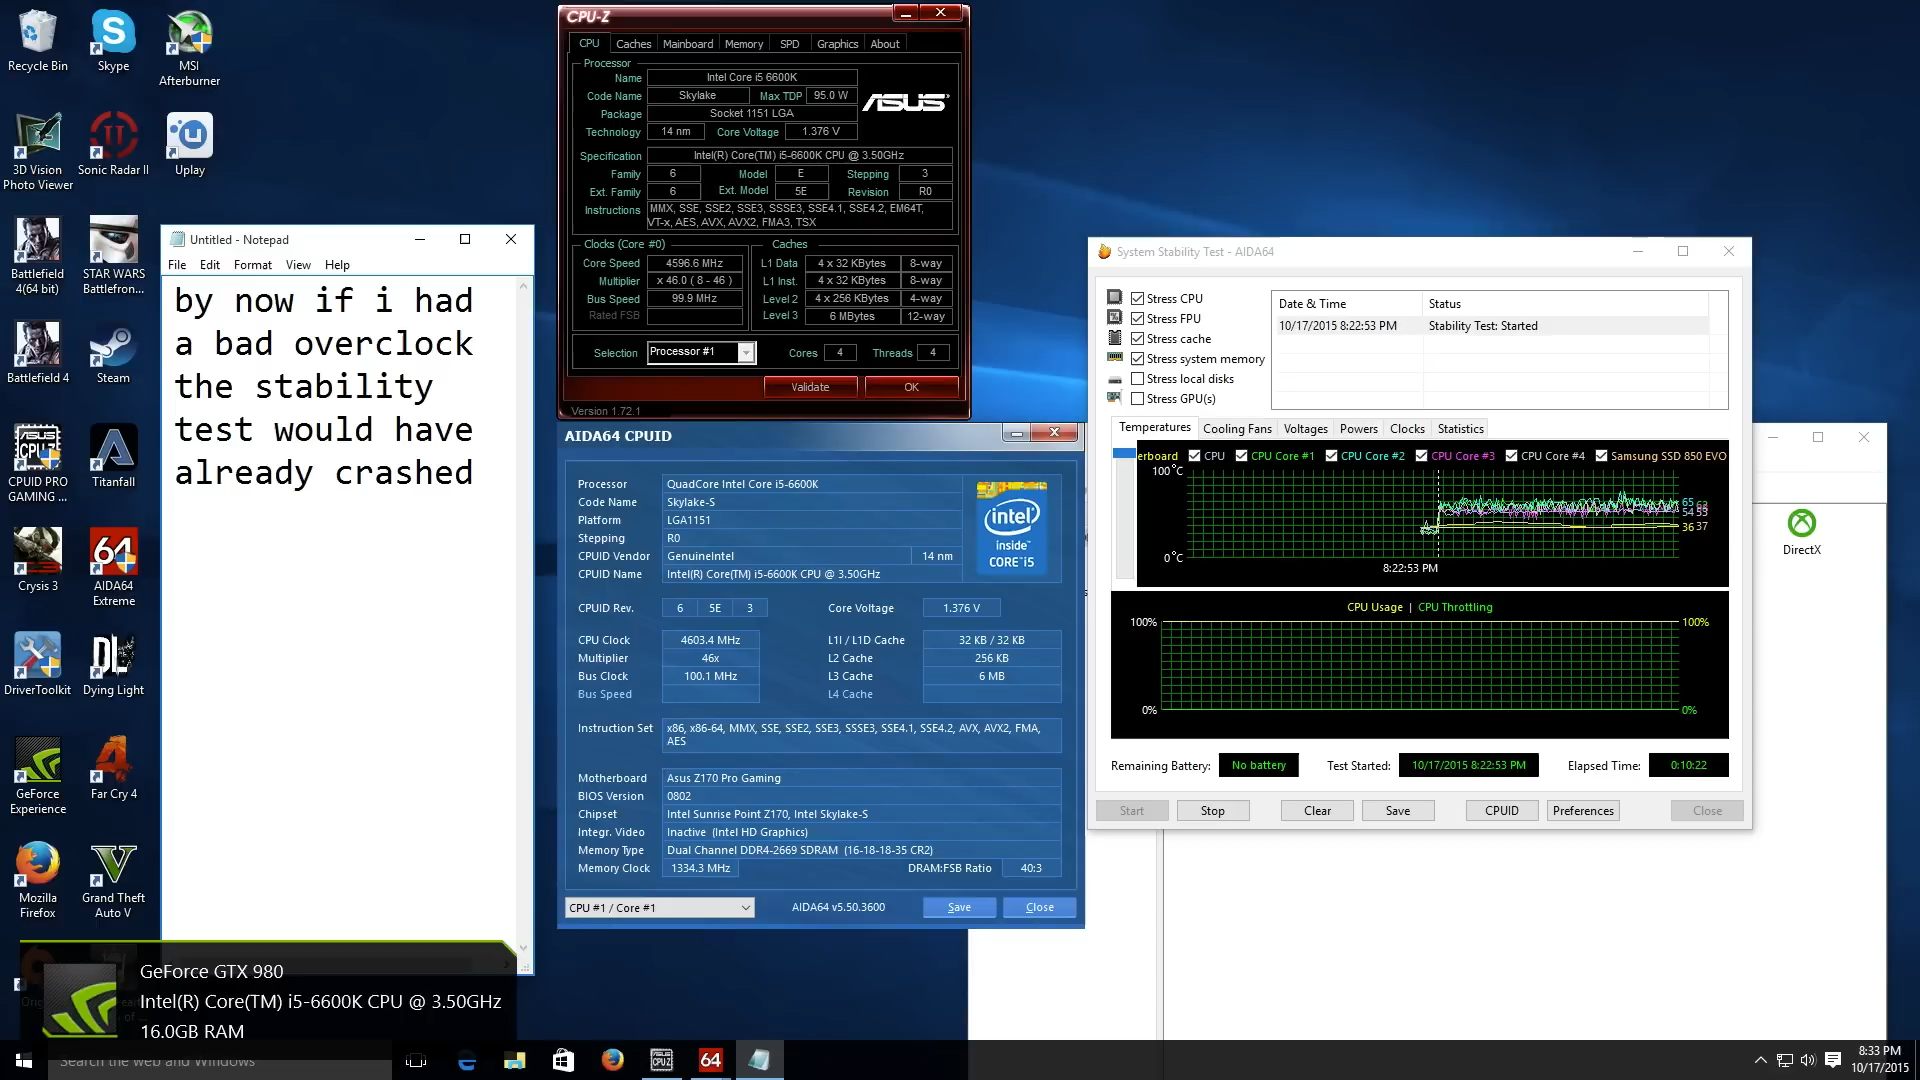 Recycle Bin
Skype
MSI
Afterburner
3D Vision
Photo Viewer
Sonic Radar II
Uplay
Battlefield
4(64 bit)
STAR WARS
Battlefron...
Battlefield 4
Steam
CPUID PRO
GAMING ...
Titanfall
Crysis 3
AIDA64
Extreme
DriverToolkit
Dying Light
GeForce
Experience
Far Cry 4
Mozilla
Firefox
Grand Theft
Auto V
Untitled - Notepad
File Edit Format View Help
by now if i had
a bad overclock
the stability
test would have
already crashed
CPU-Z
CPU Caches Mainboard Memory SPD Graphics About
Processor
Name Intel Core i5 6600K
Code Name Skylake Max TDP 95.0 W
Package Socket 1151 LGA
Technology 14 nm Core Voltage 1.376 V
ASUS
Specification Intel(R) Core(TM) i5-6600K CPU @ 3.50GHz
Family 6 Model E Stepping 3
Ext. Family 6 Ext. Model 5E Revision R0
Instructions MMX, SSE, SSE2, SSE3, SSSE3, SSE4.1, SSE4.2, EM64T,
VT-x, AES, AVX, AVX2, FMA3, TSX
Clocks (Core #0)
Core Speed 4596.6 MHz
Multiplier x 46.0 ( 8 - 46 )
Bus Speed 99.9 MHz
Rated FSB
Caches
L1 Data 4 x 32 KBytes 8-way
L1 Inst. 4 x 32 KBytes 8-way
Level 2 4 x 256 KBytes 4-way
Level 3 6 MBytes 12-way
Selection Processor #1 Cores 4 Threads 4
Validate OK
Version 1.72.1
AIDA64 CPUID
Processor QuadCore Intel Core i5-6600K
Code Name Skylake-S
Platform LGA1151
Stepping R0
CPUID Vendor GenuineIntel 14 nm
CPUID Name Intel(R) Core(TM) i5-6600K CPU @ 3.50GHz
intel
inside™
CORE™i5
CPUID Rev. 6 5E 3 Core Voltage 1.376 V
CPU Clock 4603.4 MHz L1I / L1D Cache 32 KB / 32 KB
Multiplier 46x L2 Cache 256 KB
Bus Clock 100.1 MHz L3 Cache 6 MB
Bus Speed L4 Cache
Instruction Set x86, x86-64, MMX, SSE, SSE2, SSE3, SSSE3, SSE4.1, SSE4.2, AVX, AVX2, FMA,
AES
Motherboard Asus Z170 Pro Gaming
BIOS Version 0802
Chipset Intel Sunrise Point Z170, Intel Skylake-S
Integr. Video Inactive (Intel HD Graphics)
Memory Type Dual Channel DDR4-2669 SDRAM (16-18-18-35 CR2)
Memory Clock 1334.3 MHz DRAM:FSB Ratio 40:3
CPU #1 / Core #1 AIDA64 v5.50.3600 Save Close
System Stability Test - AIDA64
Stress CPU
Stress FPU
Stress cache
Stress system memory
Stress local disks
Stress GPU(s)
Date & Time Status
10/17/2015 8:22:53 PM Stability Test: Started
Temperatures Cooling Fans Voltages Powers Clocks Statistics
erboard CPU CPU Core #1 CPU Core #2 CPU Core #3 CPU Core #4 Samsung SSD 850 EVO
100°C
65
54
36 37
0°C
8:22:53 PM
CPU Usage | CPU Throttling
100% 100%
0% 0%
Remaining Battery: No battery Test Started: 10/17/2015 8:22:53 PM Elapsed Time: 0:10:22
Start Stop Clear Save CPUID Preferences Close
DirectX
GeForce GTX 980
Intel(R) Core(TM) i5-6600K CPU @ 3.50GHz
16.0GB RAM
Search the web and Windows
64
8:33 PM
10/17/2015